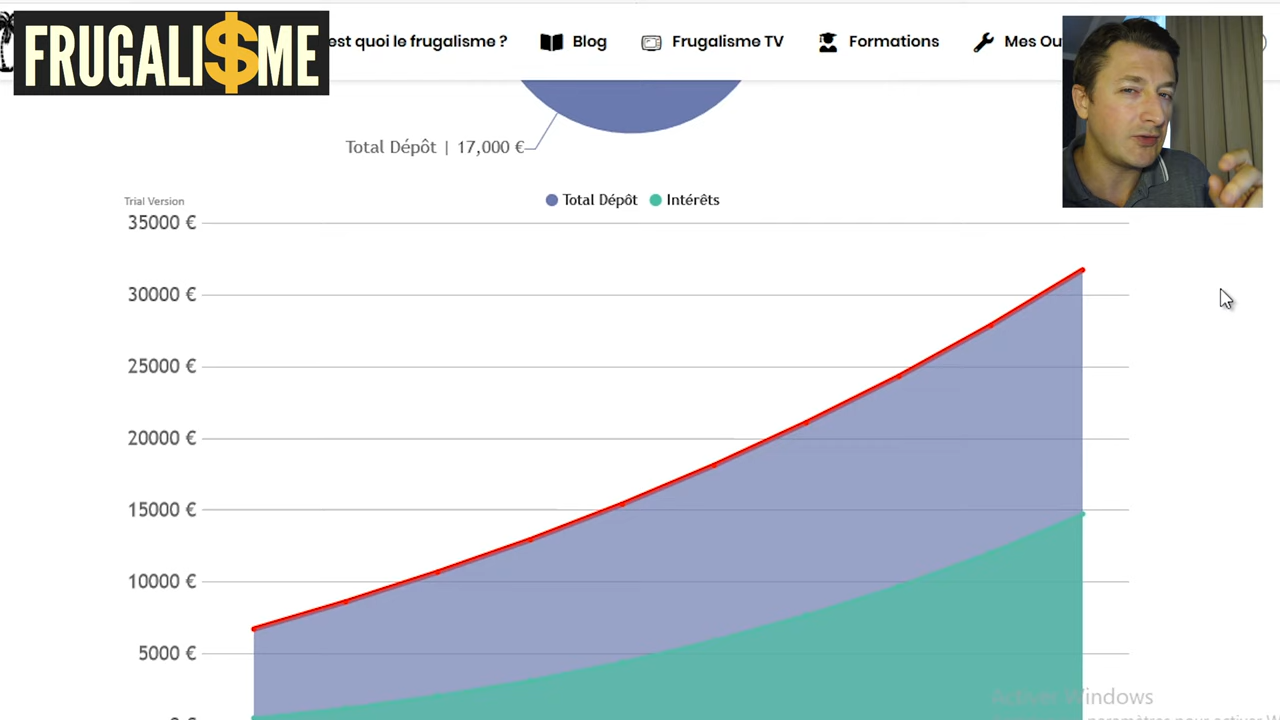 FRUGALI$ME
est quoi le frugalisme ?
Blog
Frugalisme TV
Formations
Mes Ou
Total Dépôt | 17,000 €
Total Dépôt
Intérêts
Trial Version
35000 €
30000 €
25000 €
20000 €
15000 €
10000 €
5000 €
0 €
Activer Windows